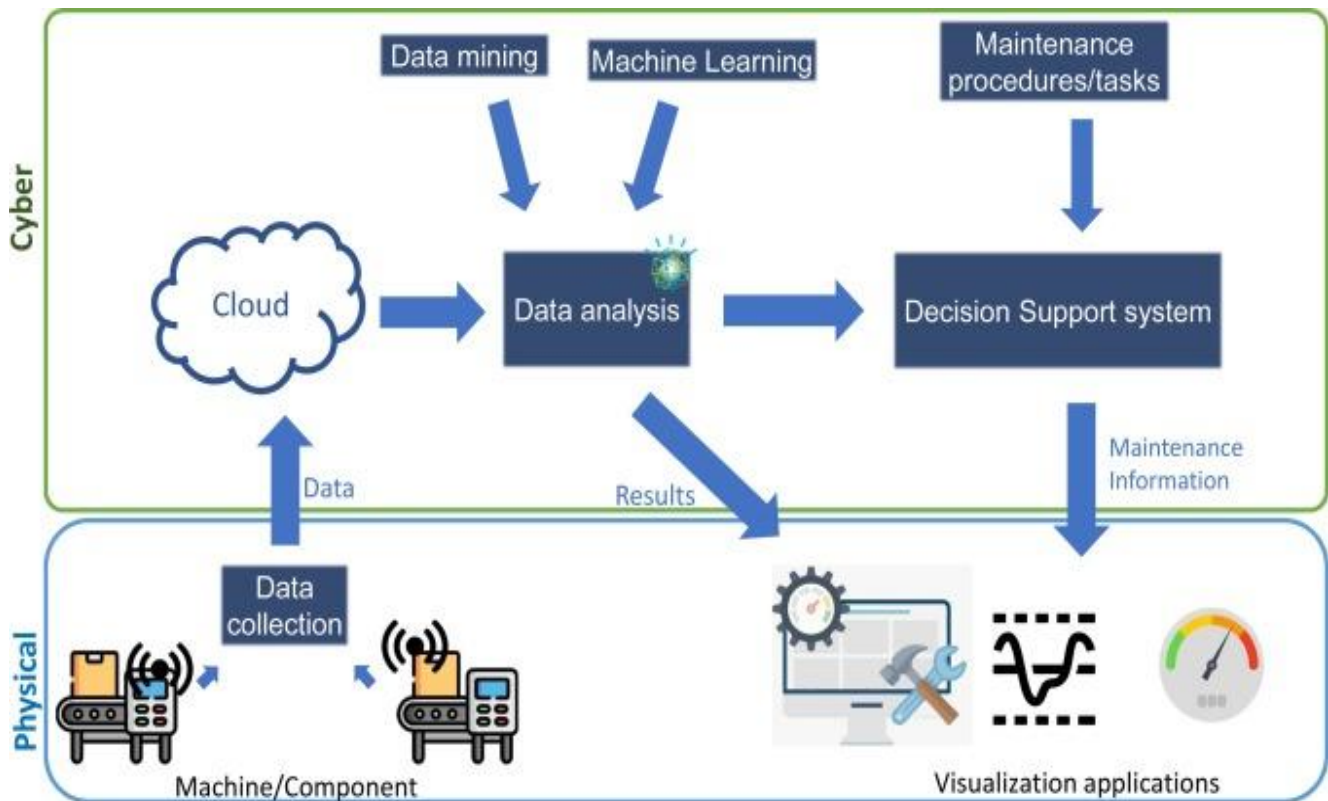 Cyber
Data mining
Machine Learning
Maintenance
procedures/tasks
Cloud
Data analysis
Decision Support system
Data
Results
Maintenance
Information
Physical
Data
collection
Machine/Component
Visualization applications